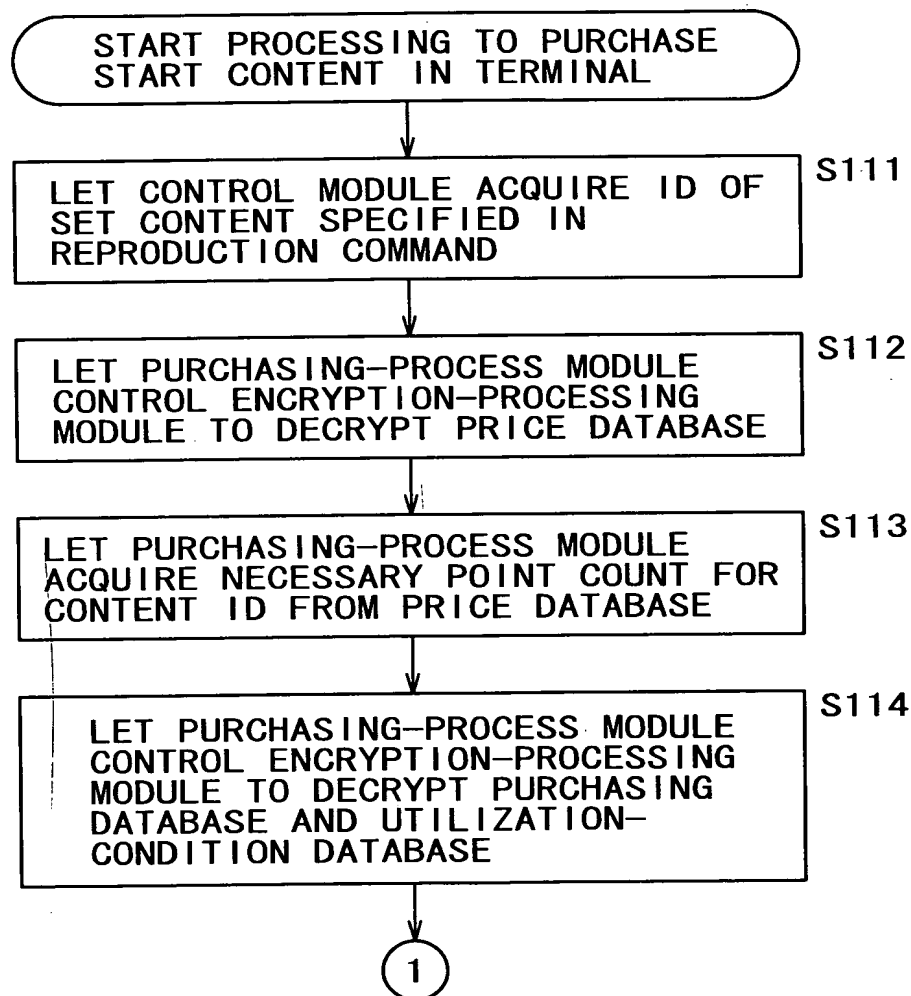 START PROCESSING TO PURCHASE
START CONTENT IN TERMINAL
S111
LET CONTROL MODULE ACQUIRE ID OF
SET CONTENT SPECIFIED IN
REPRODUCTION COMMAND
S112
LET PURCHASING-PROCESS MODULE
CONTROL ENCRYPTION-PROCESSING
MODULE TO DECRYPT PRICE DATABASE
S113
LET PURCHASING-PROCESS MODULE
ACQUIRE NECESSARY POINT COUNT FOR
CONTENT ID FROM PRICE DATABASE
S114
LET PURCHASING-PROCESS MODULE
CONTROL ENCRYPTION-PROCESSING
MODULE TO DECRYPT PURCHASING
DATABASE AND UTILIZATION-
CONDITION DATABASE
1